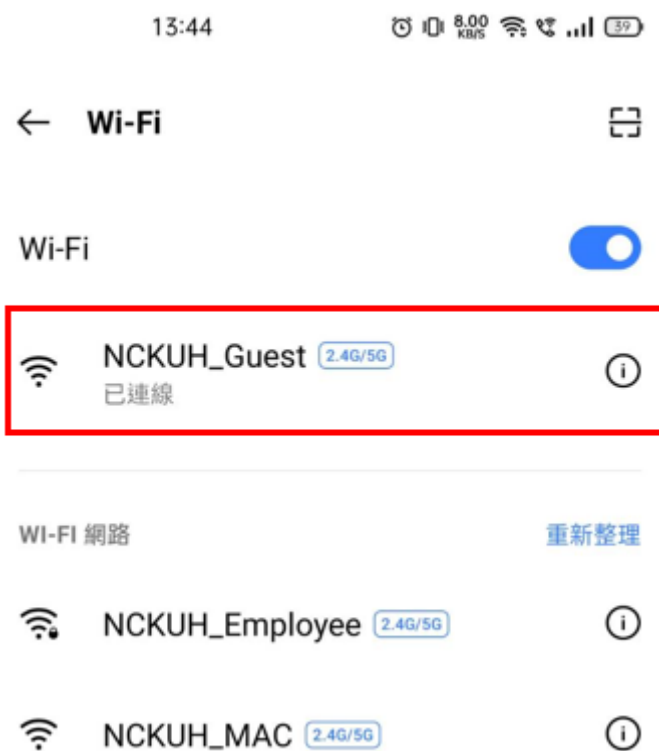 13:44 8.00 KB/S 39
Wi-Fi
Wi-Fi
NCKUH_Guest 2.4G/5G
已連線
WI-FI 網路 重新整理
NCKUH_Employee 2.4G/5G
NCKUH_MAC 2.4G/5G